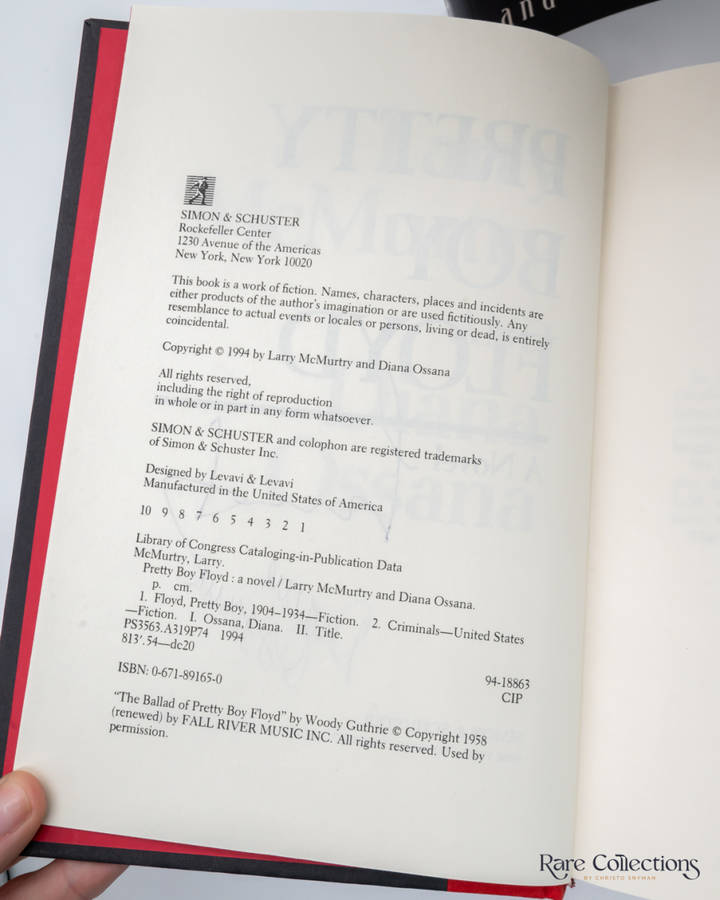 and
SIMON & SCHUSTER
Rockefeller Center
1230 Avenue of the Americas
New York, New York 10020
This book is a work of fiction. Names, characters, places and incidents are
either products of the author's imagination or are used fictitiously. Any
resemblance to actual events or locales or persons, living or dead, is entirely
coincidental.
Copyright © 1994 by Larry McMurtry and Diana Ossana
All rights reserved,
including the right of reproduction
in whole or in part in any form whatsoever.
SIMON & SCHUSTER and colophon are registered trademarks
of Simon & Schuster Inc.
Designed by Levavi & Levavi
Manufactured in the United States of America
10 9 8 7 6 5 4 3 2 1
Library of Congress Cataloging-in-Publication Data
McMurtry, Larry.
Pretty Boy Floyd : a novel / Larry McMurtry and Diana Ossana.
p. cm.
1. Floyd, Pretty Boy, 1904–1934—Fiction. 2. Criminals—United States
—Fiction. I. Ossana, Diana. II. Title.
PS3563.A319P74 1994
813'.54—dc20
94-18863
CIP
ISBN: 0-671-89165-0
"The Ballad of Pretty Boy Floyd" by Woody Guthrie © Copyright 1958
(renewed) by FALL RIVER MUSIC INC. All rights reserved. Used by
permission.
PRETTY
BOY
FLOYD
Rare Collections
BY CHRISTO SNYMAN